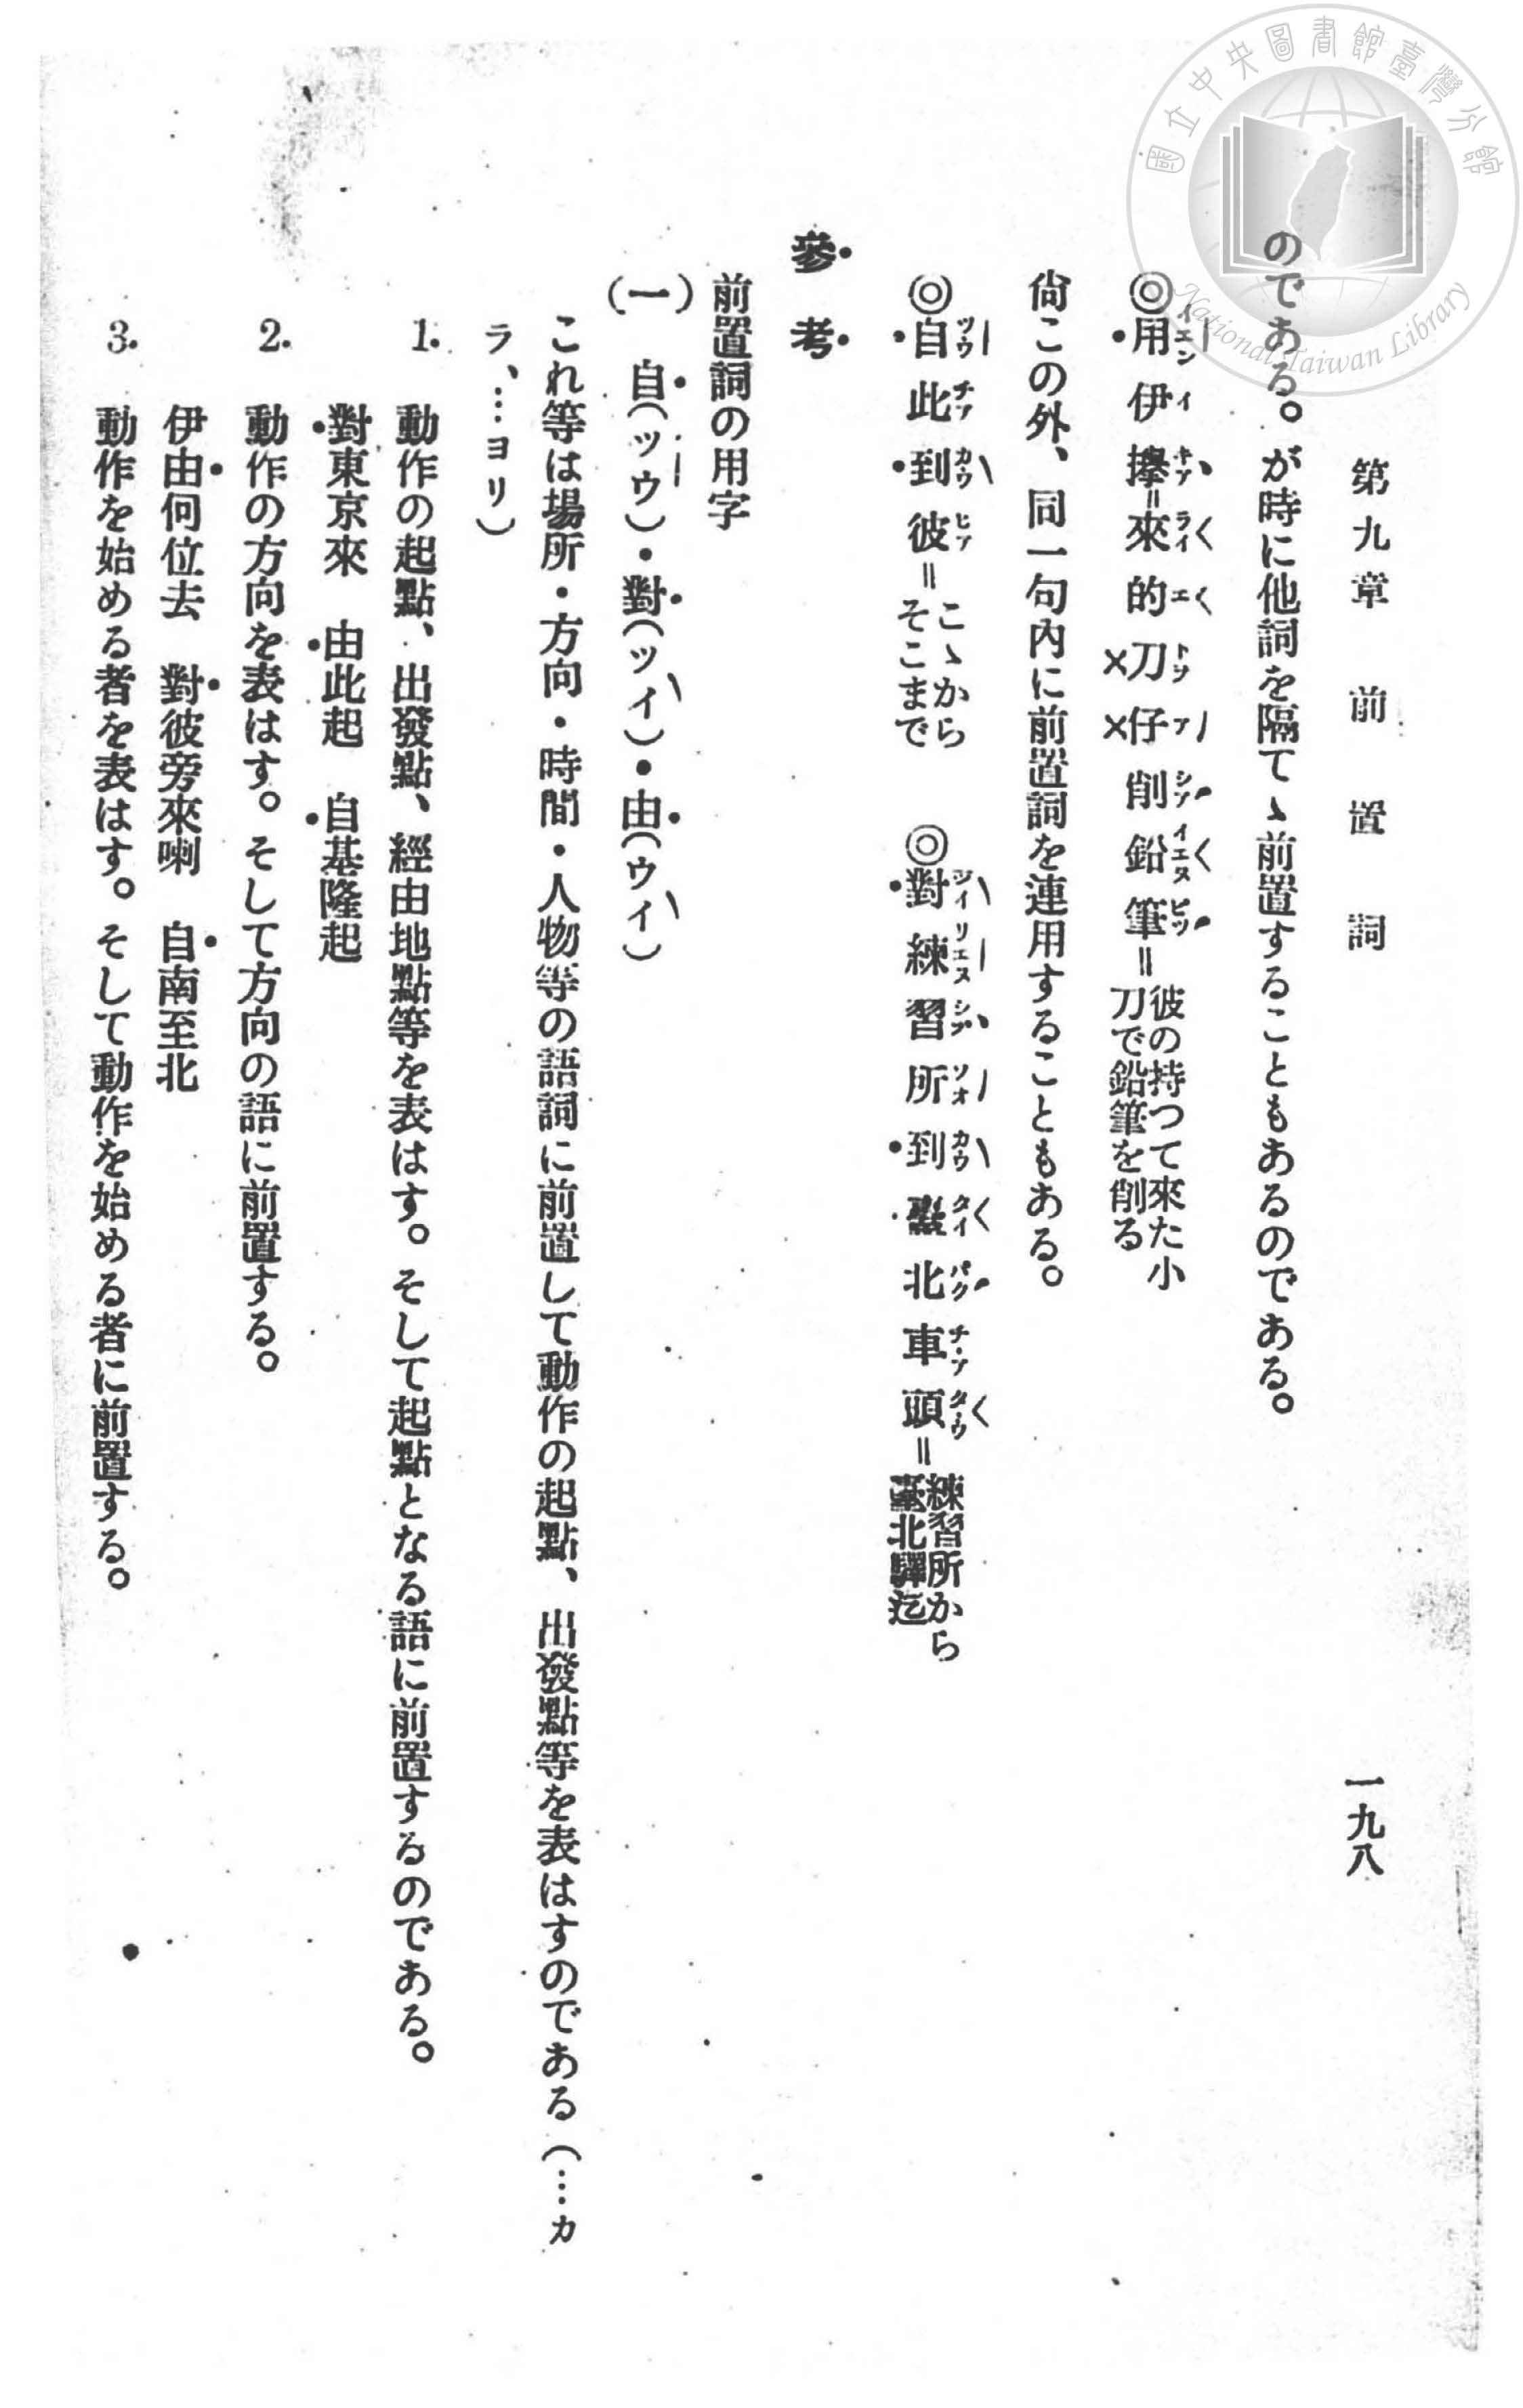 國立中央圖書館臺灣分館
National Taiwan Library
第九章 前置詞
一九八
のである。が時に他詞を隔てゝ前置することもあるのである。
◎用伊攑來的刀仔削鉛筆=彼の持つて來た小刀で鉛筆を削る
尙この外、同一句內に前置詞を連用することもある。
◎自此到彼=こゝからそこまで ◎對練習所到臺北車頭=練習所から臺北驛迄
參考
前置詞の用字
(一) 自(ツウ)・對(ツイ)・由(ウイ)
これ等は場所・方向・時間・人物等の語詞に前置して動作の起點、出發點等を表はすのである(…カ
ラ、…ヨリ)
1. 動作の起點、出發點、經由地點等を表はす。そして起點となる語に前置するのである。
對東京來 由此起 自基隆起
2. 動作の方向を表はす。そして方向の語に前置する。
伊由何位去 對彼旁來喇 自南至北
3. 動作を始める者を表はす。そして動作を始める者に前置する。